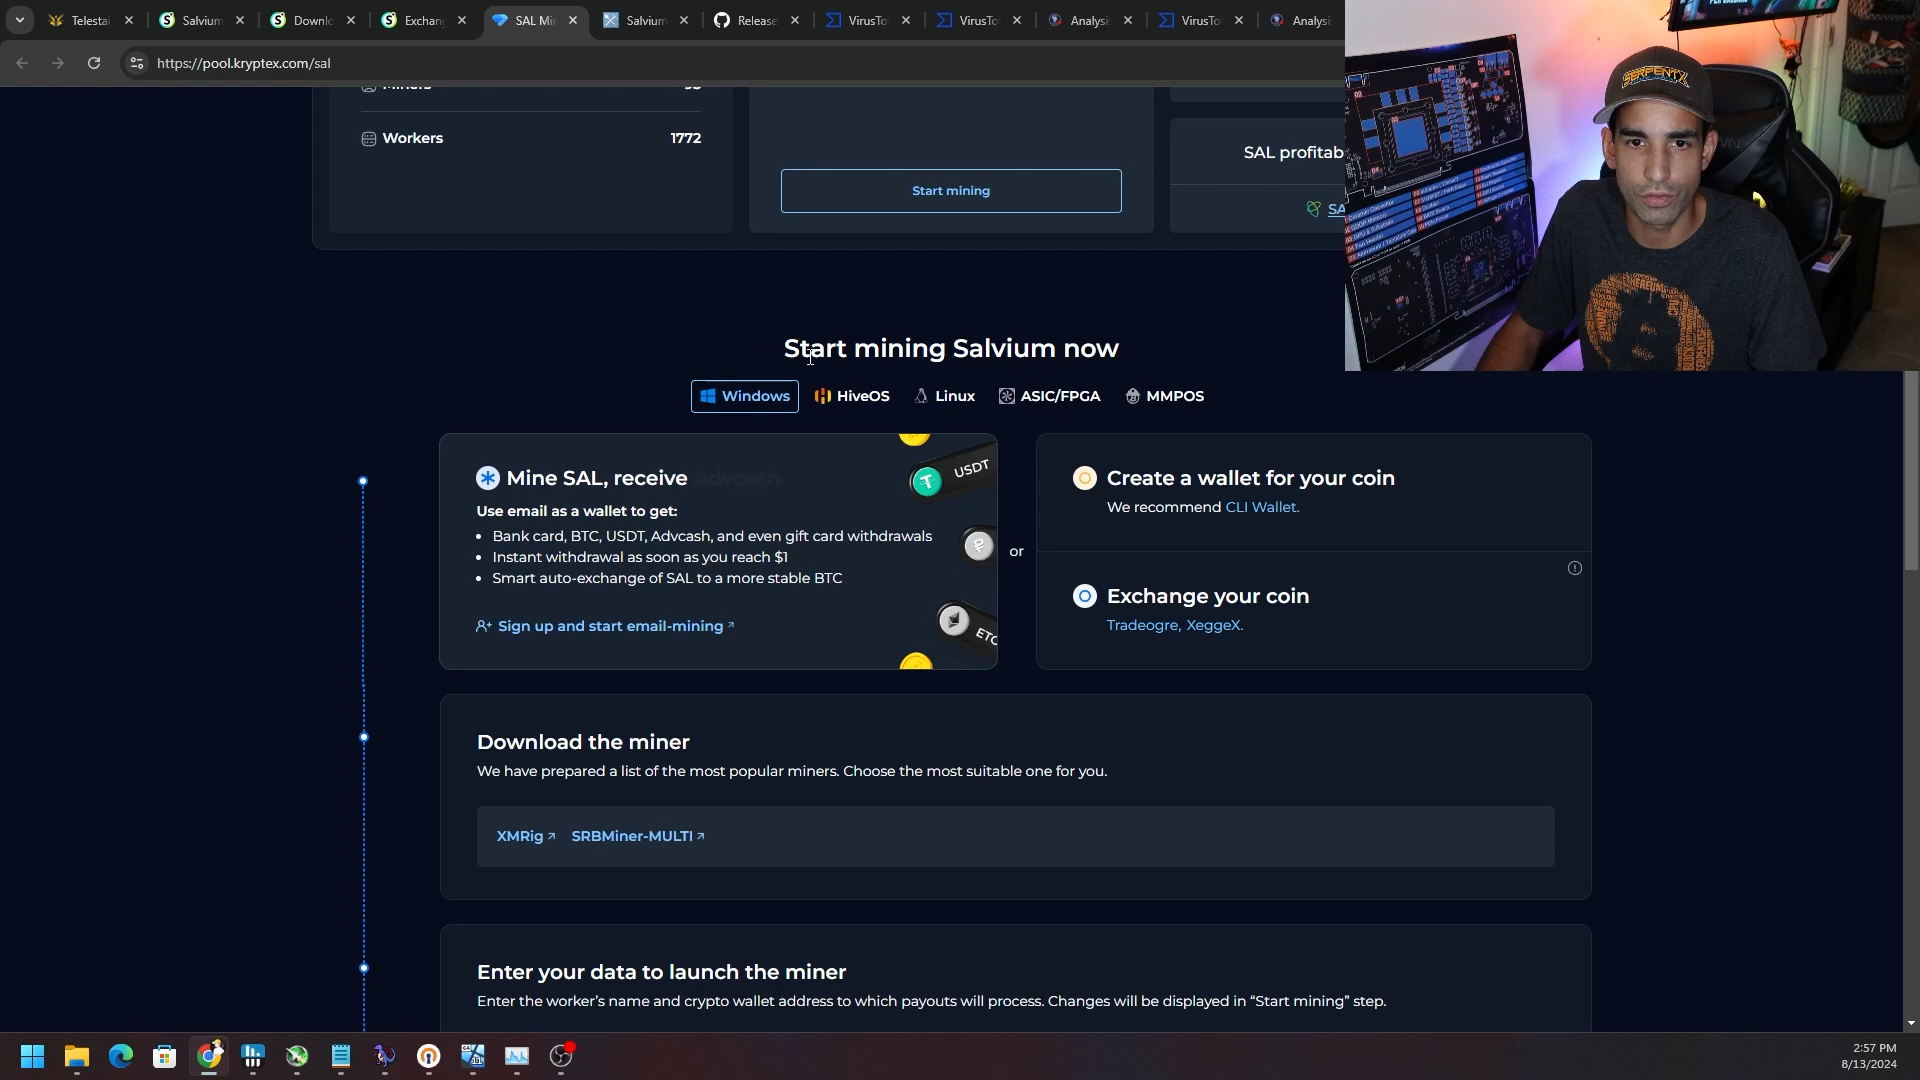 Telestai
Salvium
Downlo
Exchan
SAL Mi
Salvium
Release
VirusTo
VirusTo
Analysis
VirusTo
Analysi
https://pool.kryptex.com/sal
Workers
1772
Start mining
SAL profitab
SA
SERPENTX
Start mining Salvium now
Windows
HiveOS
Linux
ASIC/FPGA
MMPOS
Mine SAL, receive Advcash
USDT
Use email as a wallet to get:
Bank card, BTC, USDT, Advcash, and even gift card withdrawals
Instant withdrawal as soon as you reach $1
Smart auto-exchange of SAL to a more stable BTC
ETC
Sign up and start email-mining
or
Create a wallet for your coin
We recommend CLI Wallet.
Exchange your coin
Tradeogre, XeggeX.
Download the miner
We have prepared a list of the most popular miners. Choose the most suitable one for you.
XMRig SRBMiner-MULTI
Enter your data to launch the miner
Enter the worker’s name and crypto wallet address to which payouts will process. Changes will be displayed in “Start mining” step.
2:57 PM
8/13/2024